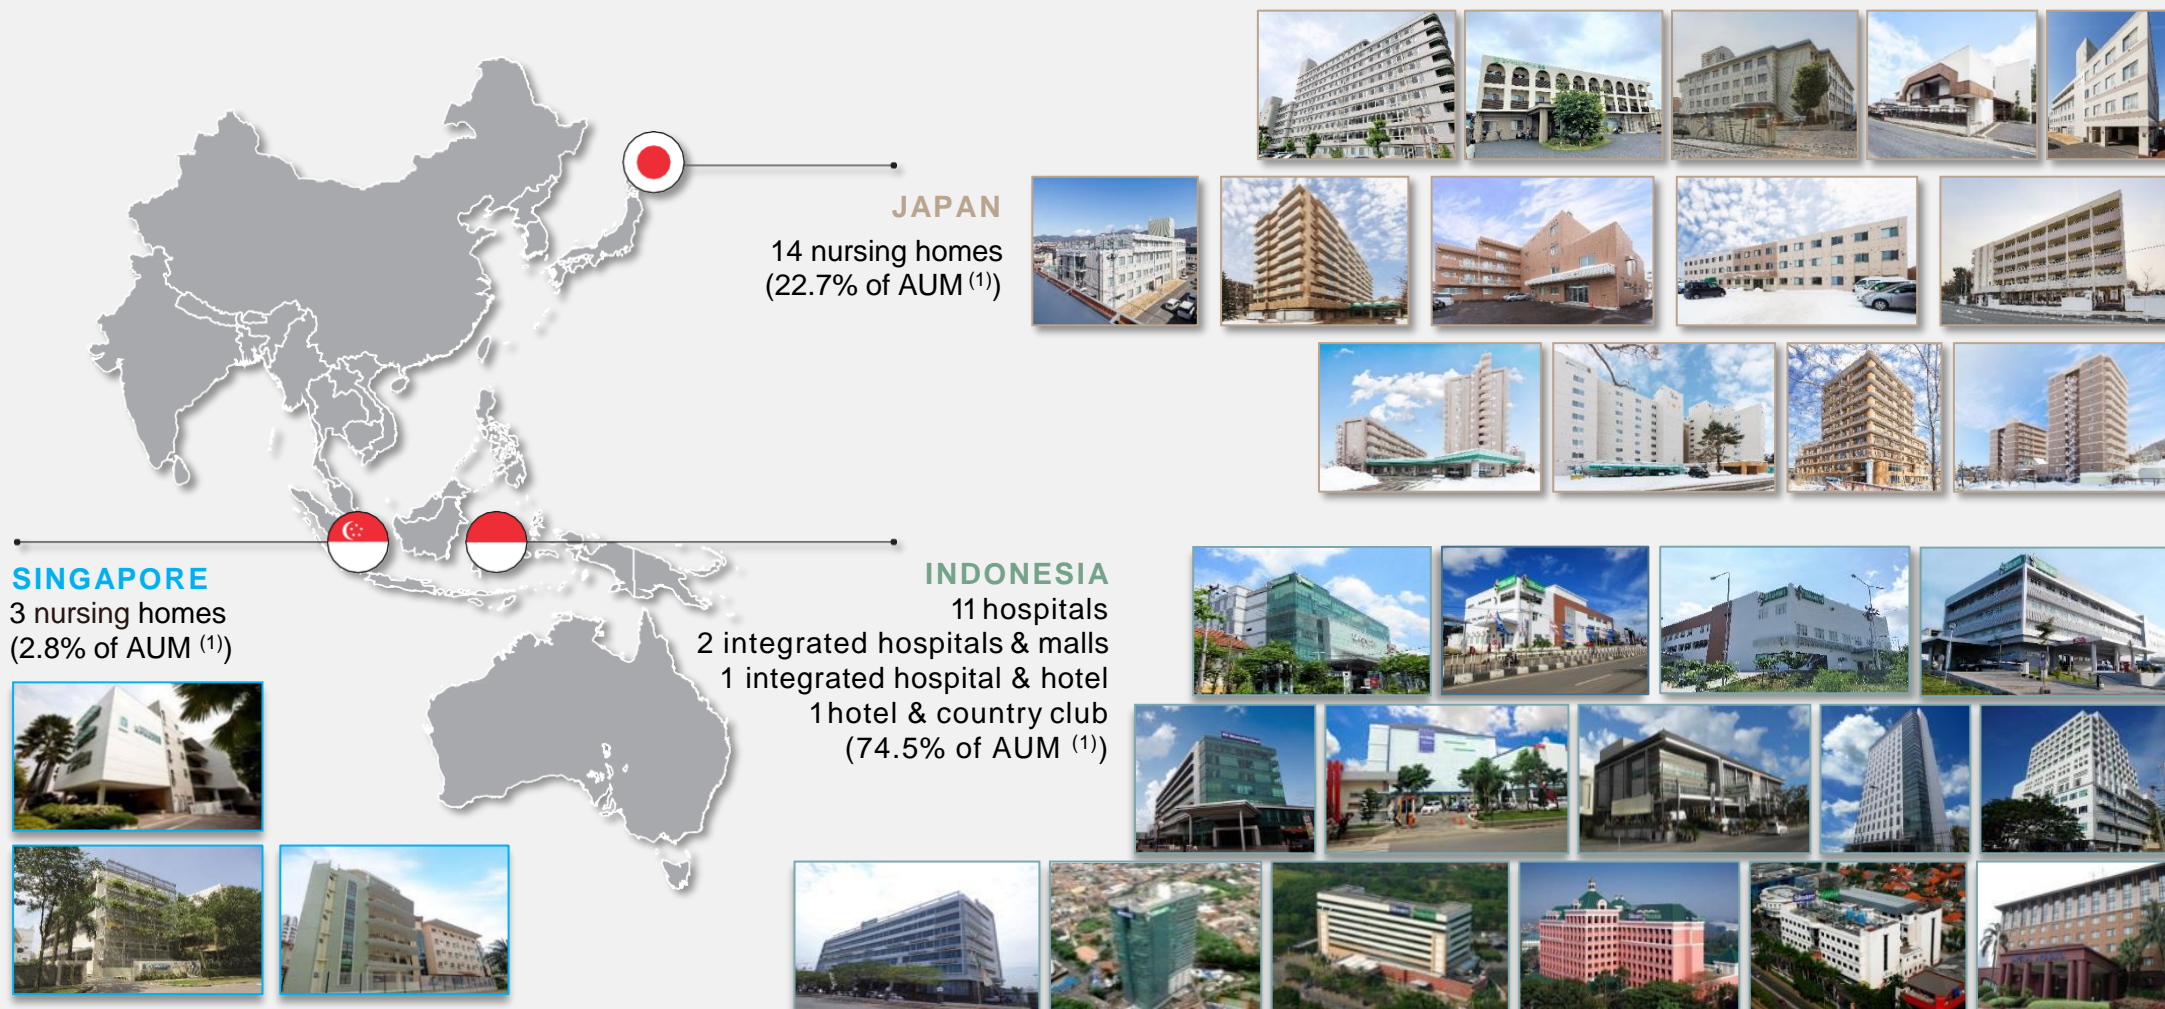 JAPAN
14 nursing homes
(22.7% of AUM (1))
SINGAPORE
3 nursing homes
(2.8% of AUM (1))
INDONESIA
11 hospitals
2 integrated hospitals & malls
1 integrated hospital & hotel
1 hotel & country club
(74.5% of AUM (1))